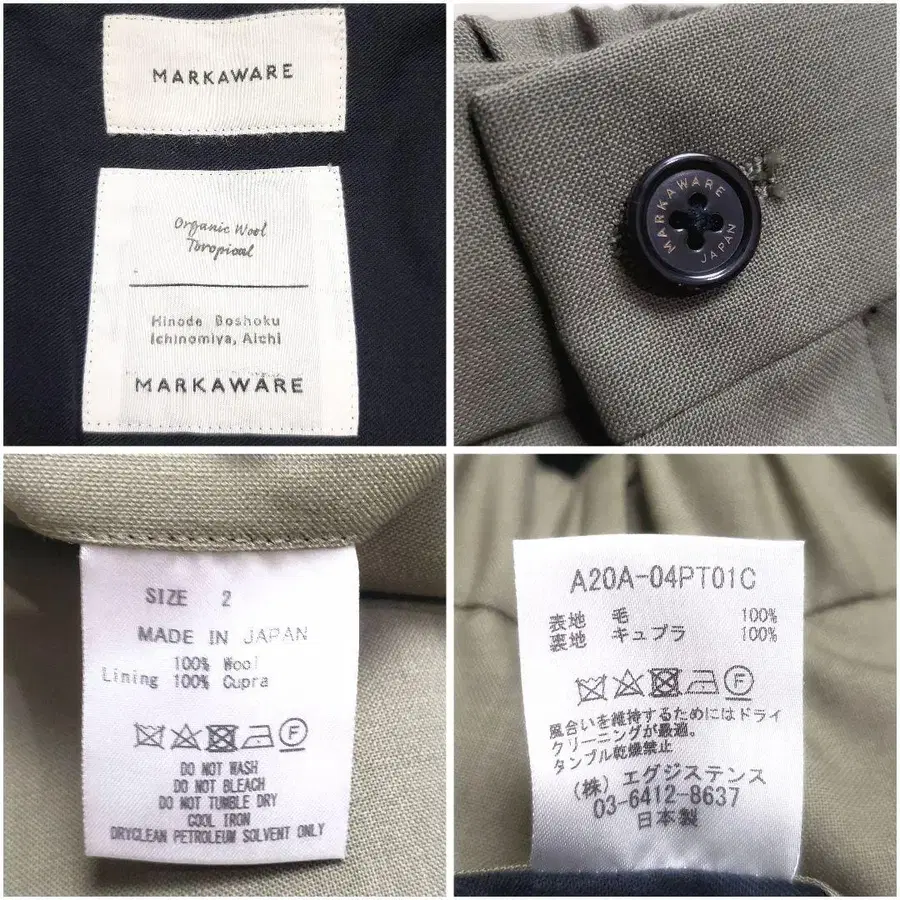 MARKAWARE
Organic Wool
Toropical
Hinode Boshoku
Ichinomiya, Aichi
MARKAWARE
MARKAWARE
JAPAN
SIZE 2
MADE IN JAPAN
100% Wool
Lining 100% Cupra
F
DO NOT WASH
DO NOT BLEACH
DO NOT TUMBLE DRY
COOL IRON
DRYCLEAN PETROLEUM SOLVENT ONLY
A20A-04PT01C
表地 毛 100%
裏地 キュプラ 100%
F
風合いを維持するためにはドライ
クリーニングが最適。
タンブル乾燥禁止
(株) エグジステンス
03-6412-8637
日本製